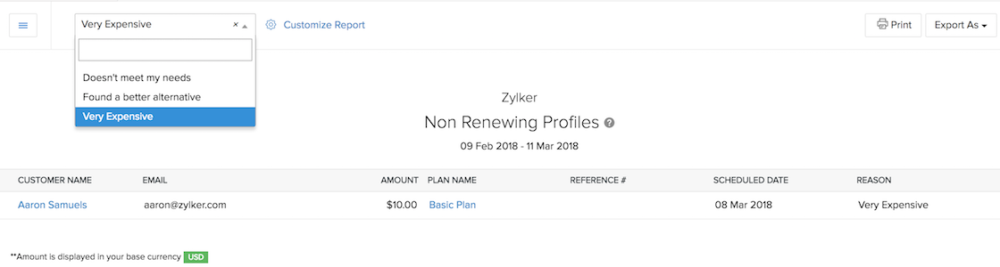 Very Expensive × Customize Report Print Export As
Doesn't meet my needs
Found a better alternative
Very Expensive
Zylker
Non Renewing Profiles ?
09 Feb 2018 - 11 Mar 2018
CUSTOMER NAME EMAIL AMOUNT PLAN NAME REFERENCE # SCHEDULED DATE REASON
Aaron Samuels aaron@zylker.com $10.00 Basic Plan 08 Mar 2018 Very Expensive
**Amount is displayed in your base currency USD